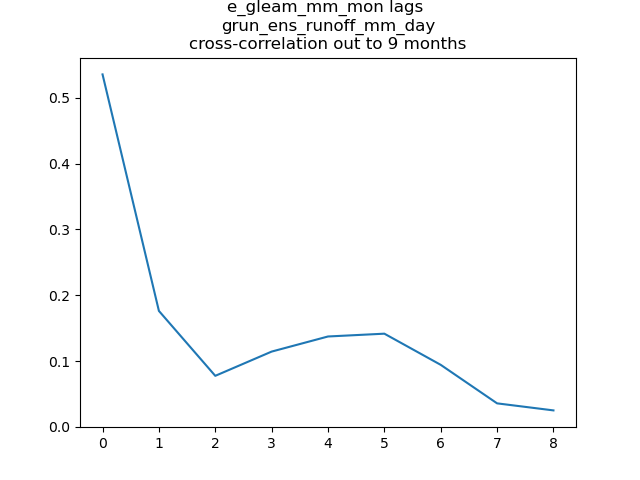 e_gleam_mm_mon lags
grun_ens_runoff_mm_day
cross-correlation out to 9 months
0.5
0.4
0.3
0.2
0.1
0.0
0 1 2 3 4 5 6 7 8